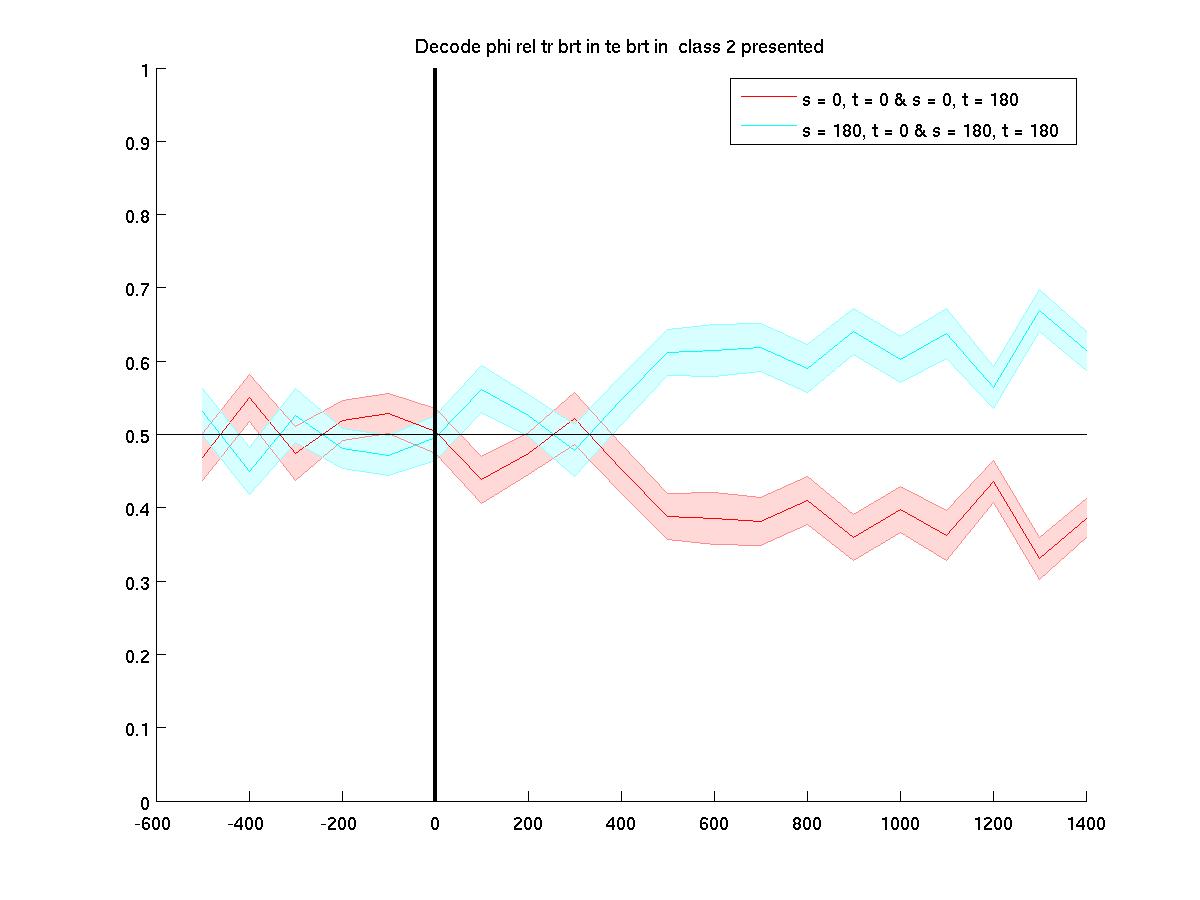 Decode phi rel tr brt in te brt in  class 2 presented
s = 0, t = 0 & s = 0, t = 180
s = 180, t = 0 & s = 180, t = 180
1
0.9
0.8
0.7
0.6
0.5
0.4
0.3
0.2
0.1
0
-600 -400 -200 0 200 400 600 800 1000 1200 1400